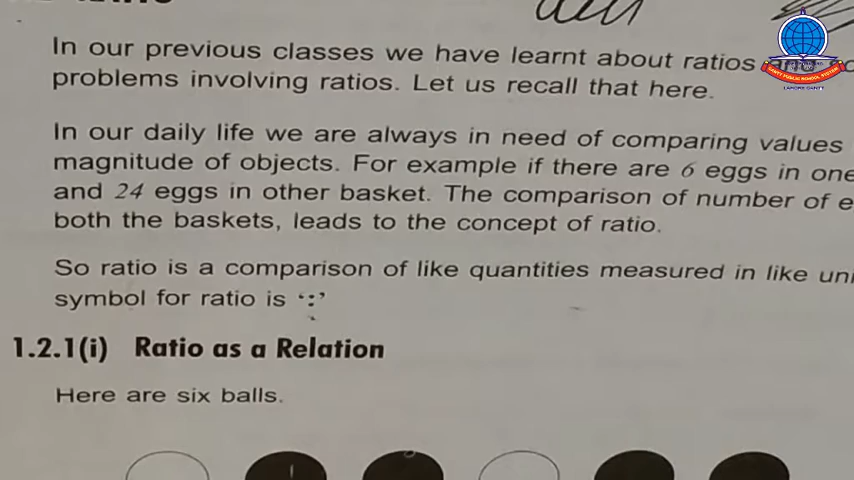 In our previous classes we have learnt about ratios
problems involving ratios. Let us recall that here.
In our daily life we are always in need of comparing values
magnitude of objects. For example if there are 6 eggs in one
and 24 eggs in other basket. The comparison of number of e
both the baskets, leads to the concept of ratio.
So ratio is a comparison of like quantities measured in like uni
symbol for ratio is ‘:’
1.2.1(i) Ratio as a Relation
Here are six balls.